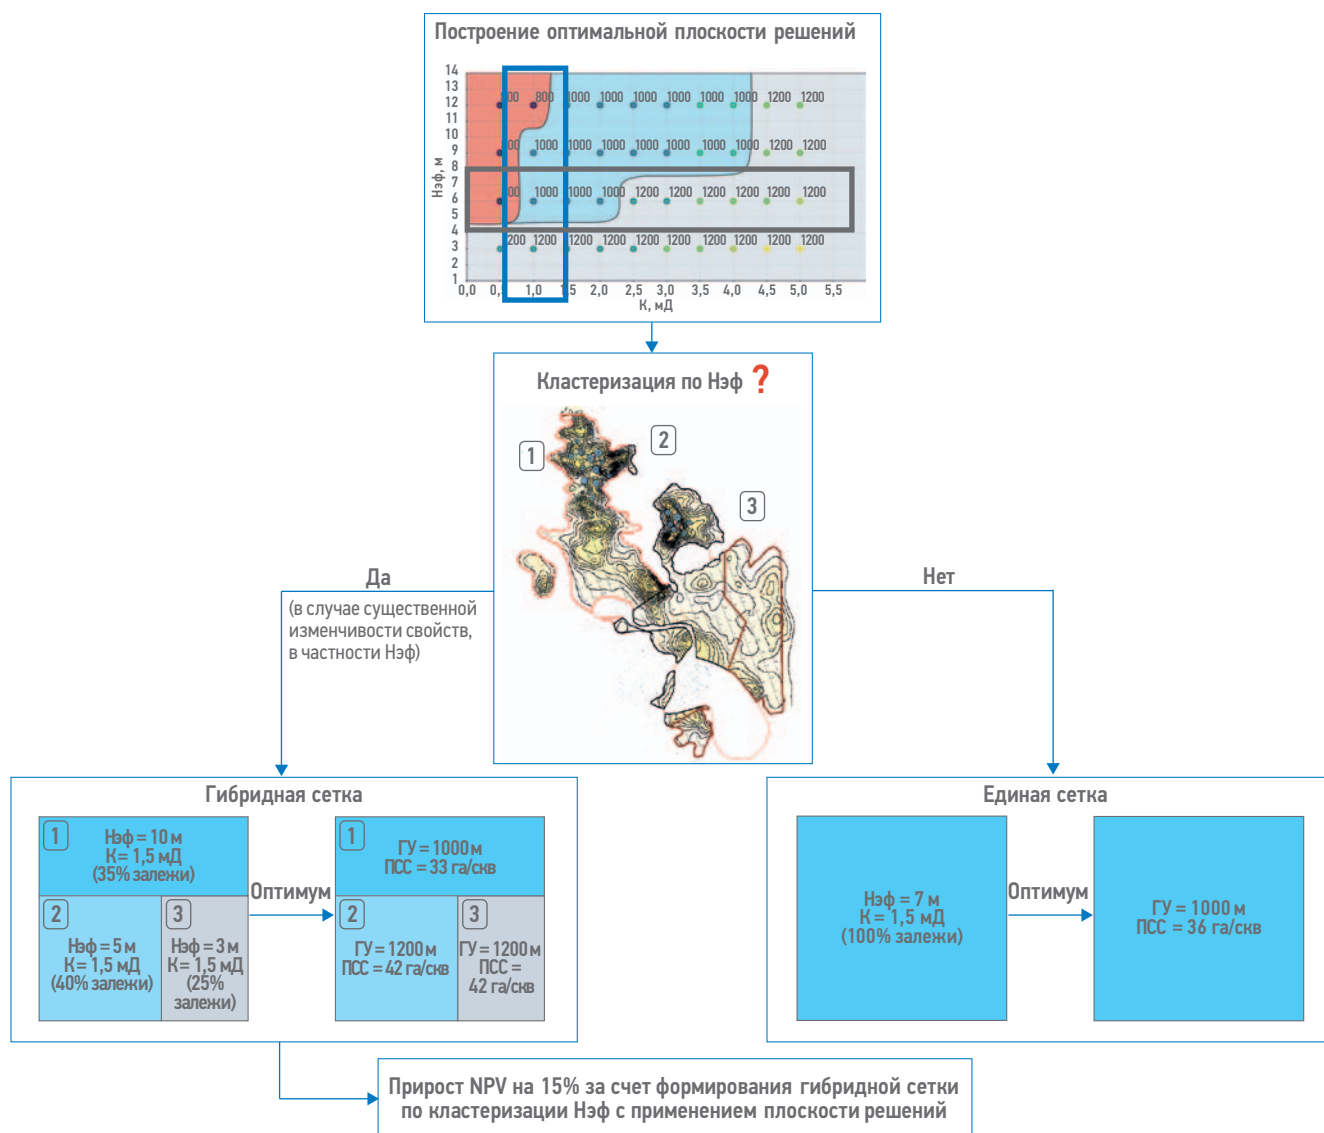 Построение оптимальной плоскости решений
Нэф, м
14
13
12
11
10
9
8
7
6
5
4
3
2
1
800 1000 1000 1000 1000 1000 1000 1200 1200
1000 1000 1000 1000 1000 1000 1000 1200 1200
1000 1000 1000 1200 1200 1200 1200 1200 1200
1200 1200 1200 1200 1200 1200 1200 1200 1200
0,0 1,0 2,0 2,5 3,0 3,5 4,0 4,5 5,0 5,5
К, мД
Кластеризация по Нэф ?
1
2
3
Да
(в случае существенной
изменчивости свойств,
в частности Нэф)
Нет
Гибридная сетка
1
Нэф = 10 м
К = 1,5 мД
(35% залежи)
2
Нэф = 5 м
К = 1,5 мД
(40% залежи)
3
Нэф = 3 м
К = 1,5 мД
(25%
залежи)
Оптимум
1
ГУ = 1000 м
ПСС = 33 га/скв
2
ГУ = 1200 м
ПСС = 42 га/скв
3
ГУ = 1200 м
ПСС =
42 га/скв
Единая сетка
Нэф = 7 м
К = 1,5 мД
(100% залежи)
Оптимум
ГУ = 1000 м
ПСС = 36 га/скв
Прирост NPV на 15% за счет формирования гибридной сетки
по кластеризации Нэф с применением плоскости решений